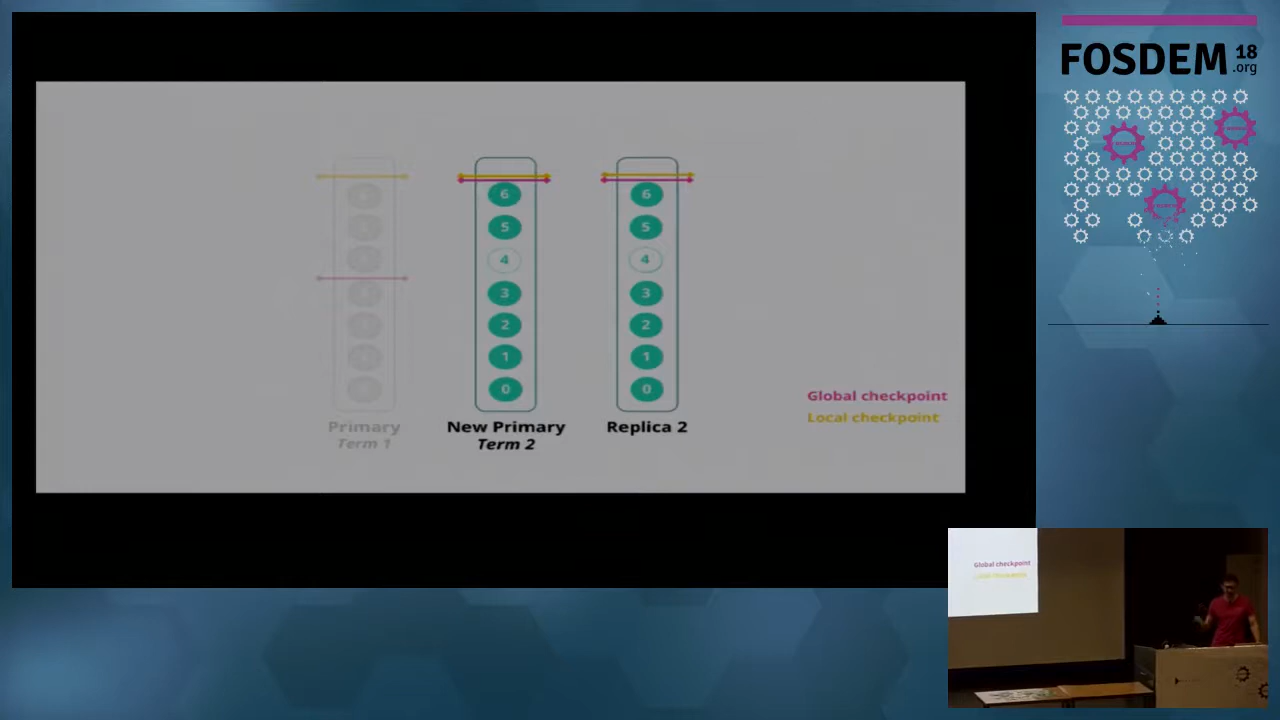 FOSDEM 18
.org
6 6
5 5
4 4
3 3
2 2
1 1
0 0
Primary New Primary Replica 2
Term 1 Term 2
Global checkpoint
Local checkpoint
Global checkpoint